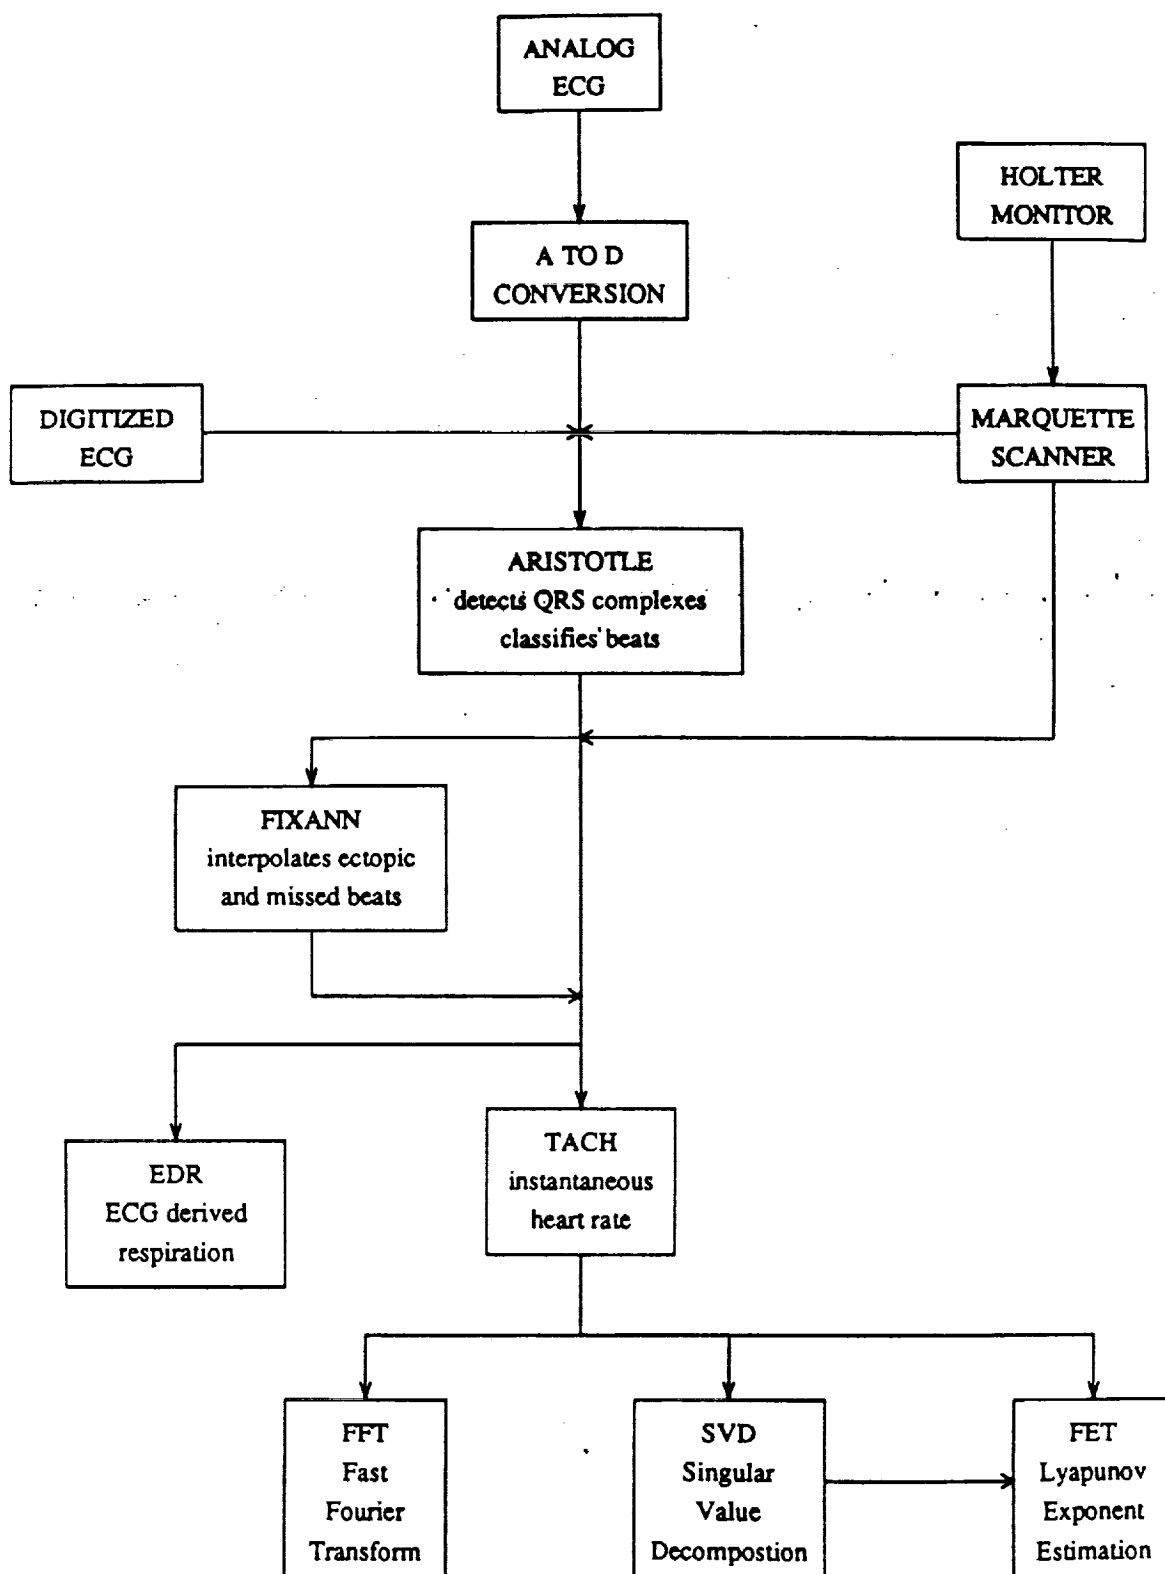 ANALOG
ECG
HOLTER
MONITOR
A TO D
CONVERSION
DIGITIZED
ECG
MARQUETTE
SCANNER
ARISTOTLE
detects QRS complexes
classifies beats
FIXANN
interpolates ectopic
and missed beats
EDR
ECG derived
respiration
TACH
instantaneous
heart rate
FFT
Fast
Fourier
Transform
SVD
Singular
Value
Decompostion
FET
Lyapunov
Exponent
Estimation